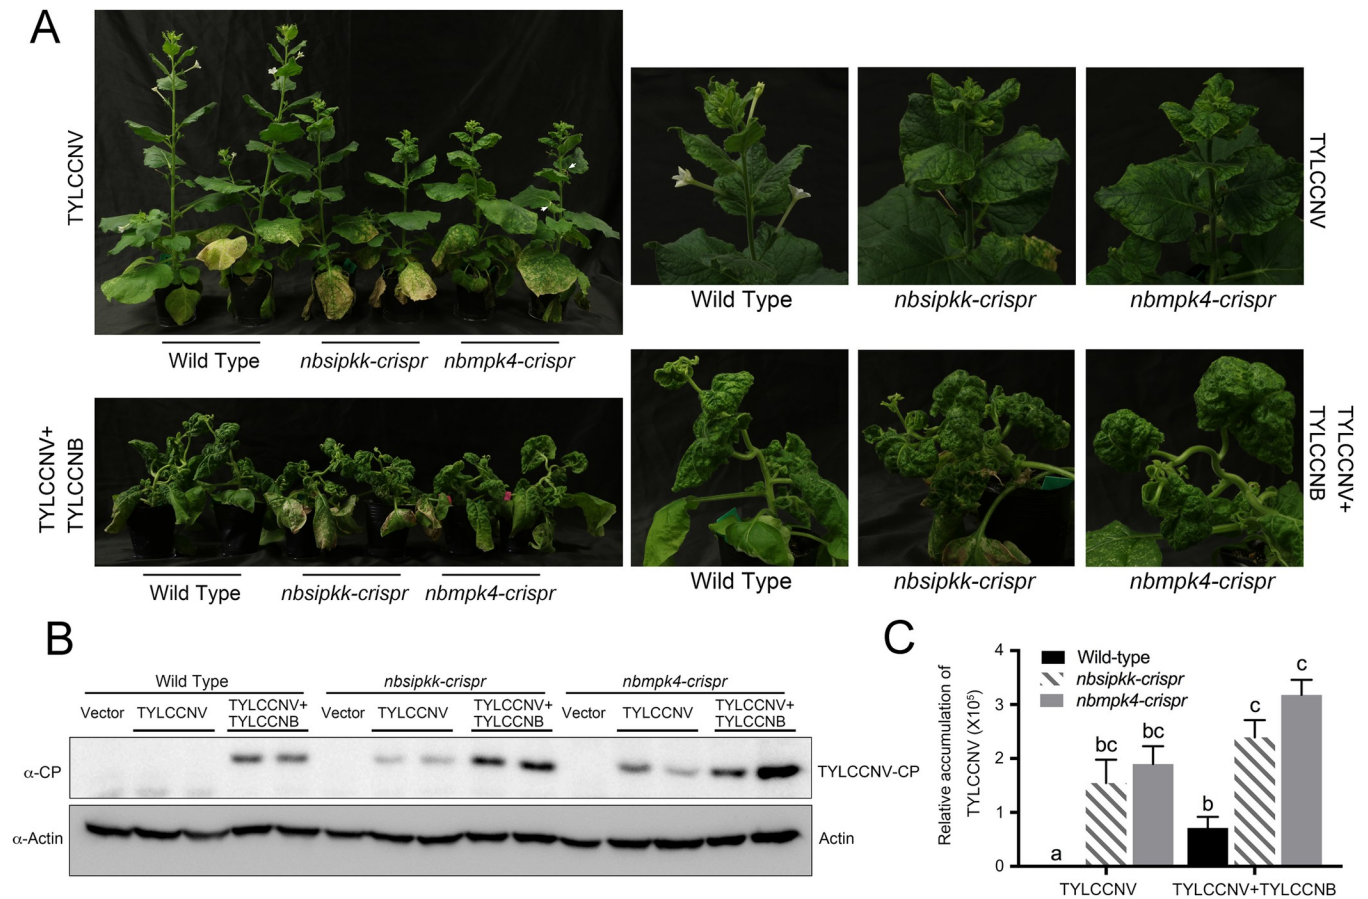 A
TYLCCNV
Wild Type
nbsipkk-crispr
nbmpk4-crispr
Wild Type
nbsipkk-crispr
nbmpk4-crispr
TYLCCNV
TYLCCNV+
TYLCCNB
Wild Type
nbsipkk-crispr
nbmpk4-crispr
Wild Type
nbsipkk-crispr
nbmpk4-crispr
TYLCCNV+
TYLCCNB
B
Wild Type
nbsipkk-crispr
nbmpk4-crispr
Vector
TYLCCNV
TYLCCNV+
TYLCCNB
Vector
TYLCCNV
TYLCCNV+
TYLCCNB
Vector
TYLCCNV
TYLCCNV+
TYLCCNB
α-CP
TYLCCNV-CP
α-Actin
Actin
C
Relative accumulation of
TYLCCNV (X10⁵)
4
3
2
1
0
Wild-type
nbsipkk-crispr
nbmpk4-crispr
a
bc
bc
b
c
c
TYLCCNV
TYLCCNV+TYLCCNB